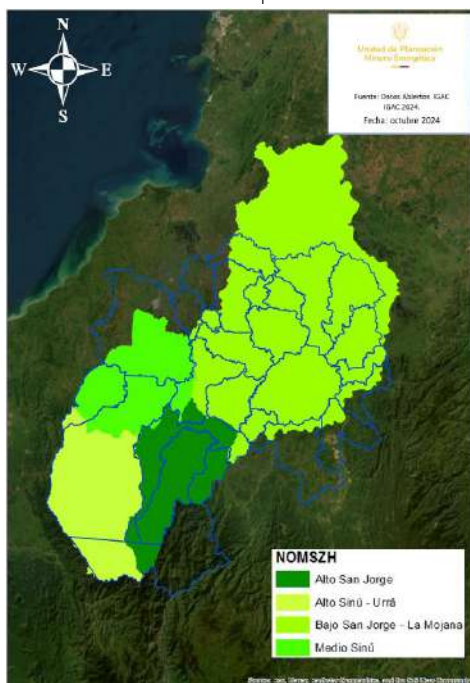 N
W E
S
Unidad de Planeación
Minero Energética
Fuente: Datos Abiertos IGAC
IGAC 2024.
Fecha: octubre 2024
NOMSZH
Alto San Jorge
Alto Sinú - Urrá
Bajo San Jorge - La Mojana
Medio Sinú